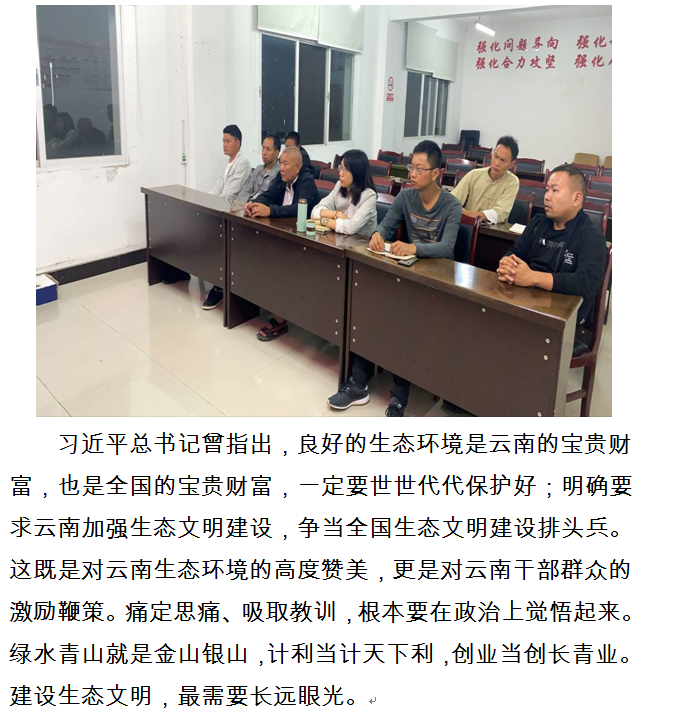 强化问题导向 强化
强化合力攻坚 强化
习近平总书记曾指出，良好的生态环境是云南的宝贵财
富，也是全国的宝贵财富，一定要世世代代保护好；明确要
求云南加强生态文明建设，争当全国生态文明建设排头兵。
这既是对云南生态环境的高度赞美，更是对云南干部群众的
激励鞭策。痛定思痛、吸取教训，根本要在政治上觉悟起来。
绿水青山就是金山银山，计利当计天下利，创业当创长青业。
建设生态文明，最需要长远眼光。